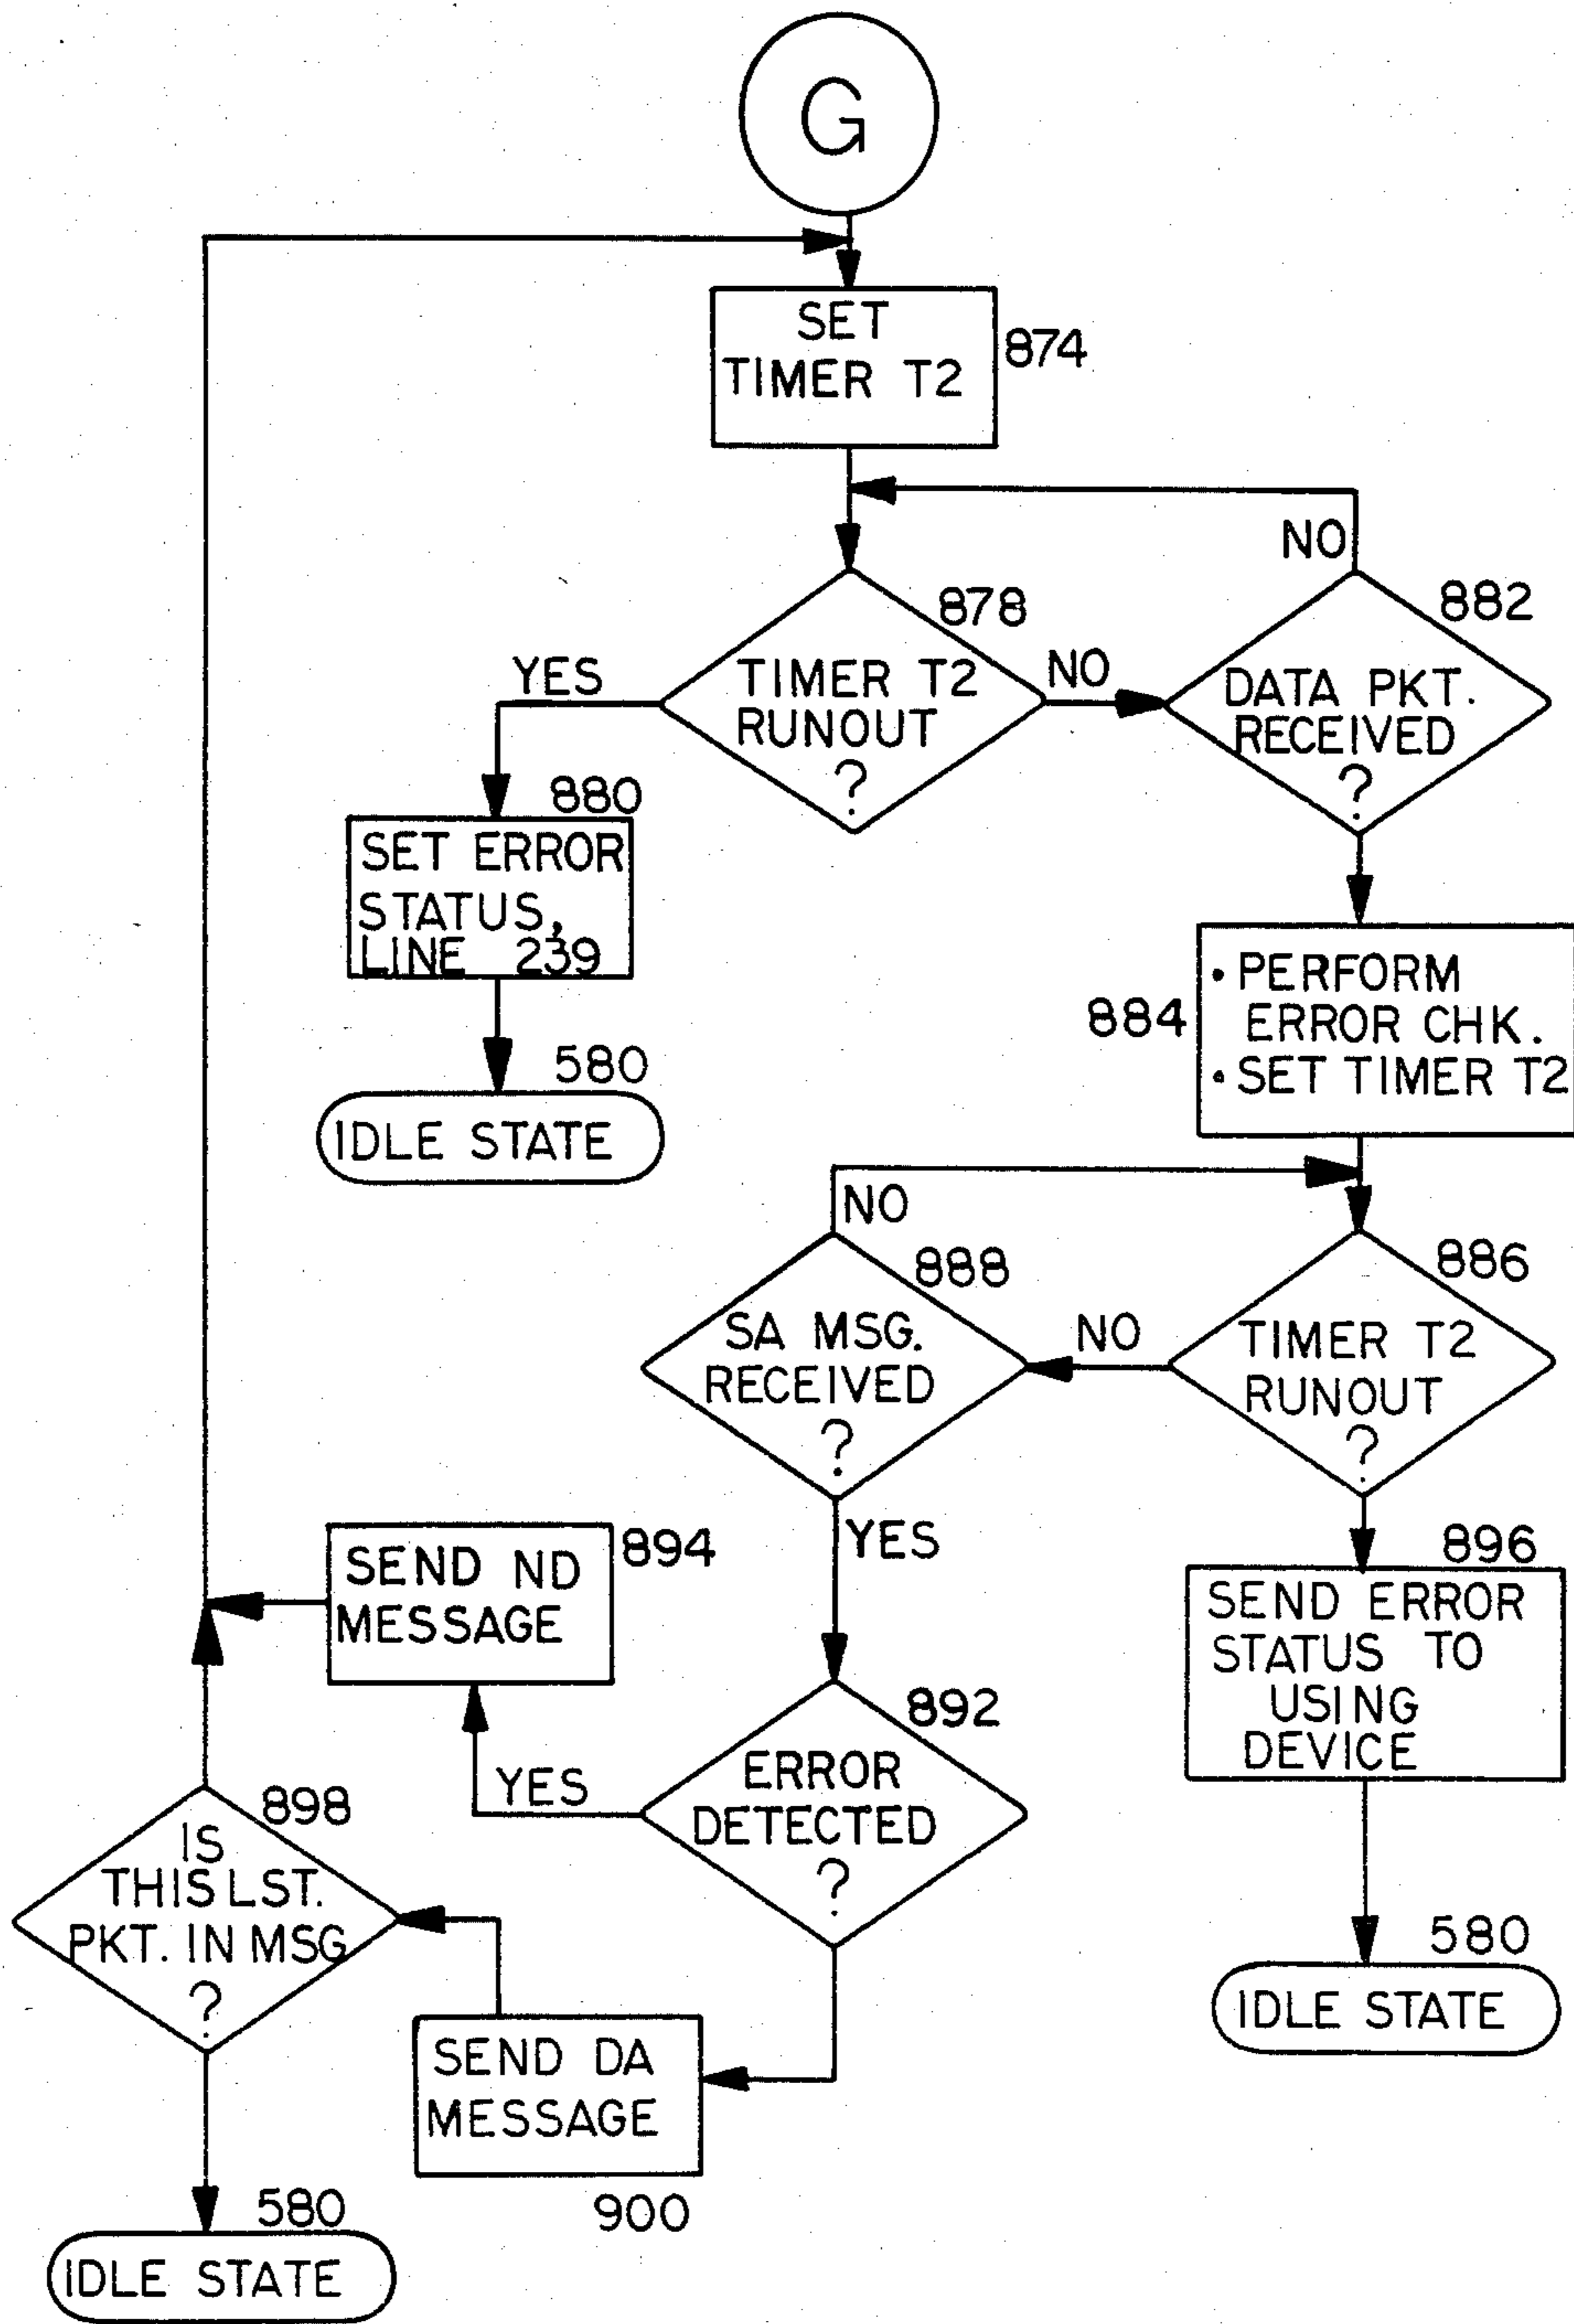 G
SET
TIMER T2
874
NO
878
882
YES
TIMER T2
RUNOUT
?
NO
DATA PKT.
RECEIVED
?
880
SET ERROR
STATUS,
LINE 239
884
• PERFORM
ERROR CHK.
• SET TIMER T2
580
IDLE STATE
NO
888
886
SA MSG.
RECEIVED
?
NO
TIMER T2
RUNOUT
?
YES
894
SEND ND
MESSAGE
896
SEND ERROR
STATUS TO
USING
DEVICE
892
ERROR
DETECTED
?
YES
898
IS
THIS LST.
PKT. IN MSG
?
580
IDLE STATE
SEND DA
MESSAGE
900
580
IDLE STATE